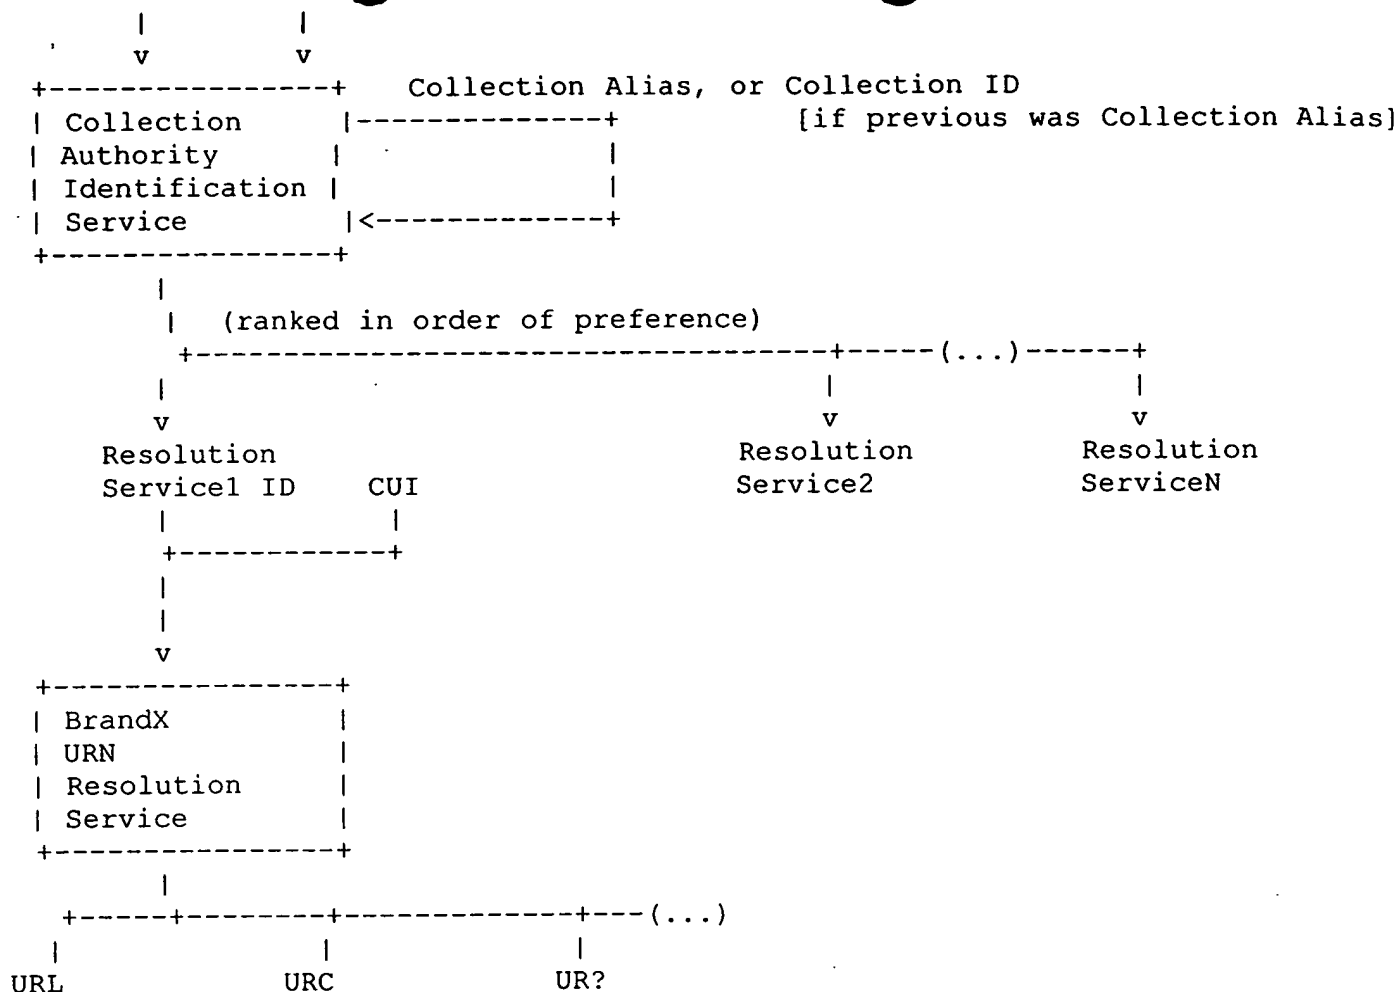 Collection Alias, or Collection ID
Collection [if previous was Collection Alias]
Authority
Identification
Service
(ranked in order of preference)
(...)
v v v
Resolution Resolution Resolution
Service1 ID CUI Service2 ServiceN
v
BrandX
URN
Resolution
Service
(...)
URL URC UR?